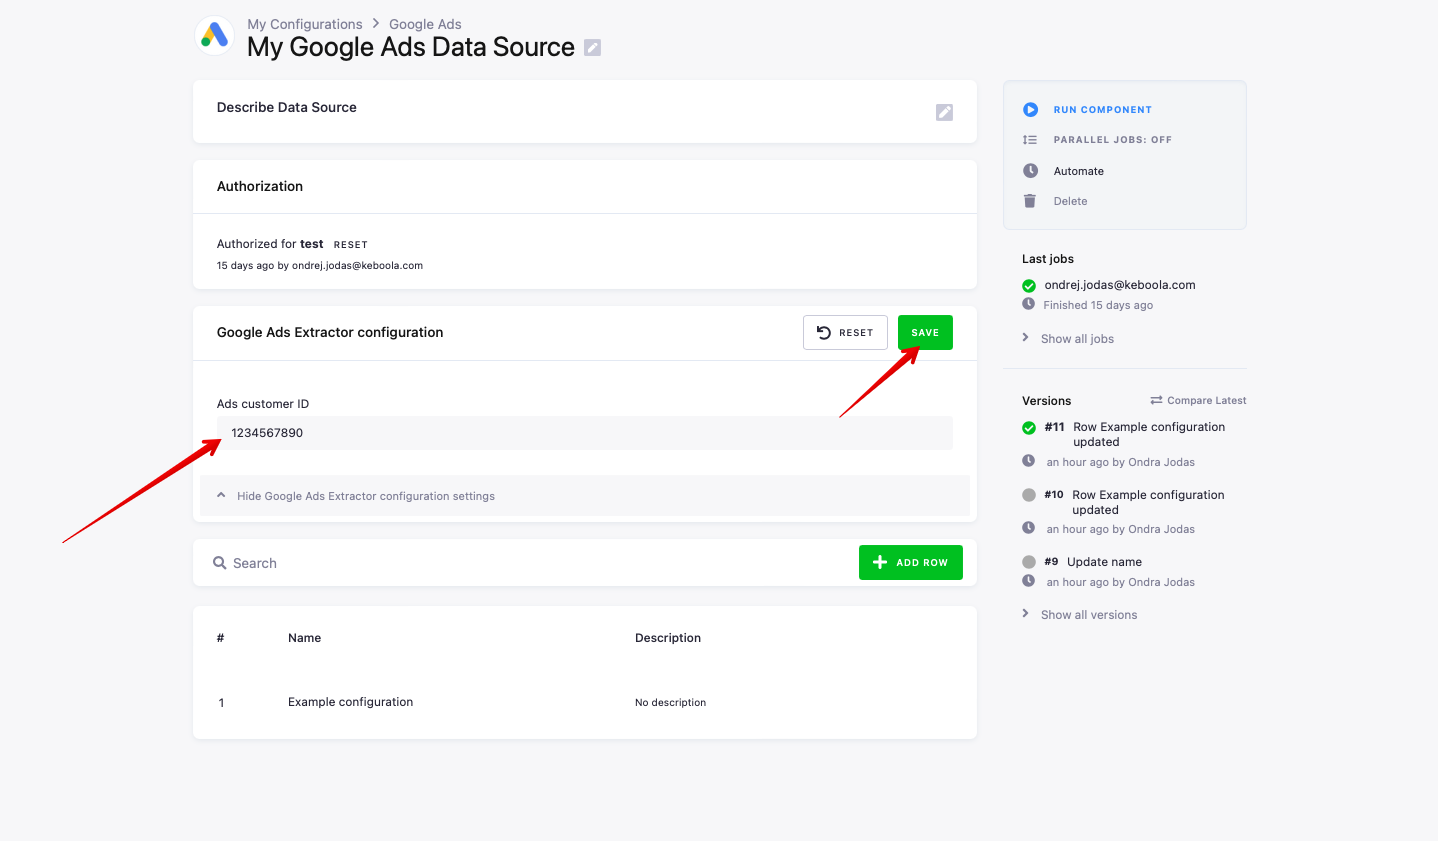 My Configurations > Google Ads
My Google Ads Data Source
Describe Data Source
Authorization
Authorized for test RESET
15 days ago by ondrej.jodas@keboola.com
Google Ads Extractor configuration
RESET
SAVE
Ads customer ID
1234567890
Hide Google Ads Extractor configuration settings
Search
ADD ROW
# Name Description
1 Example configuration No description
RUN COMPONENT
PARALLEL JOBS: OFF
Automate
Delete
Last jobs
ondrej.jodas@keboola.com
Finished 15 days ago
Show all jobs
Versions Compare Latest
#11 Row Example configuration
updated
an hour ago by Ondra Jodas
#10 Row Example configuration
updated
an hour ago by Ondra Jodas
#9 Update name
an hour ago by Ondra Jodas
Show all versions